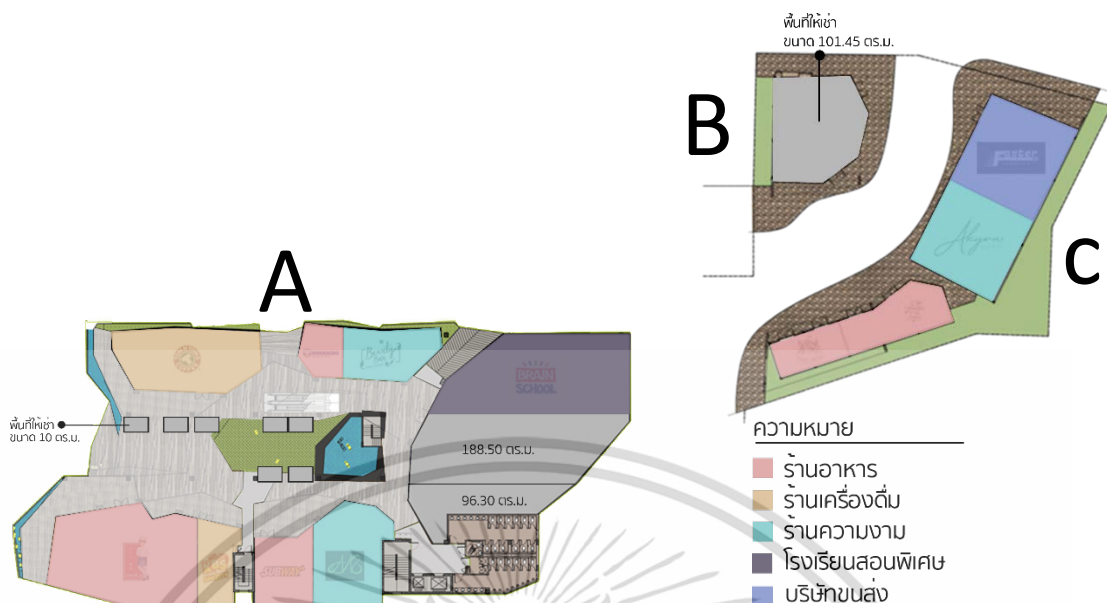 พื้นที่ให้เช่า
ขนาด 101.45 ตร.ม.
B
A
C
BRAIN
SCHOOL
พื้นที่ให้เช่า
ขนาด 10 ตร.ม.
188.50 ตร.ม.
96.30 ตร.ม.
SUBWAY
ความหมาย
ร้านอาหาร
ร้านเครื่องดื่ม
ร้านความงาม
โรงเรียนสอนพิเศษ
บริษัทขนส่ง